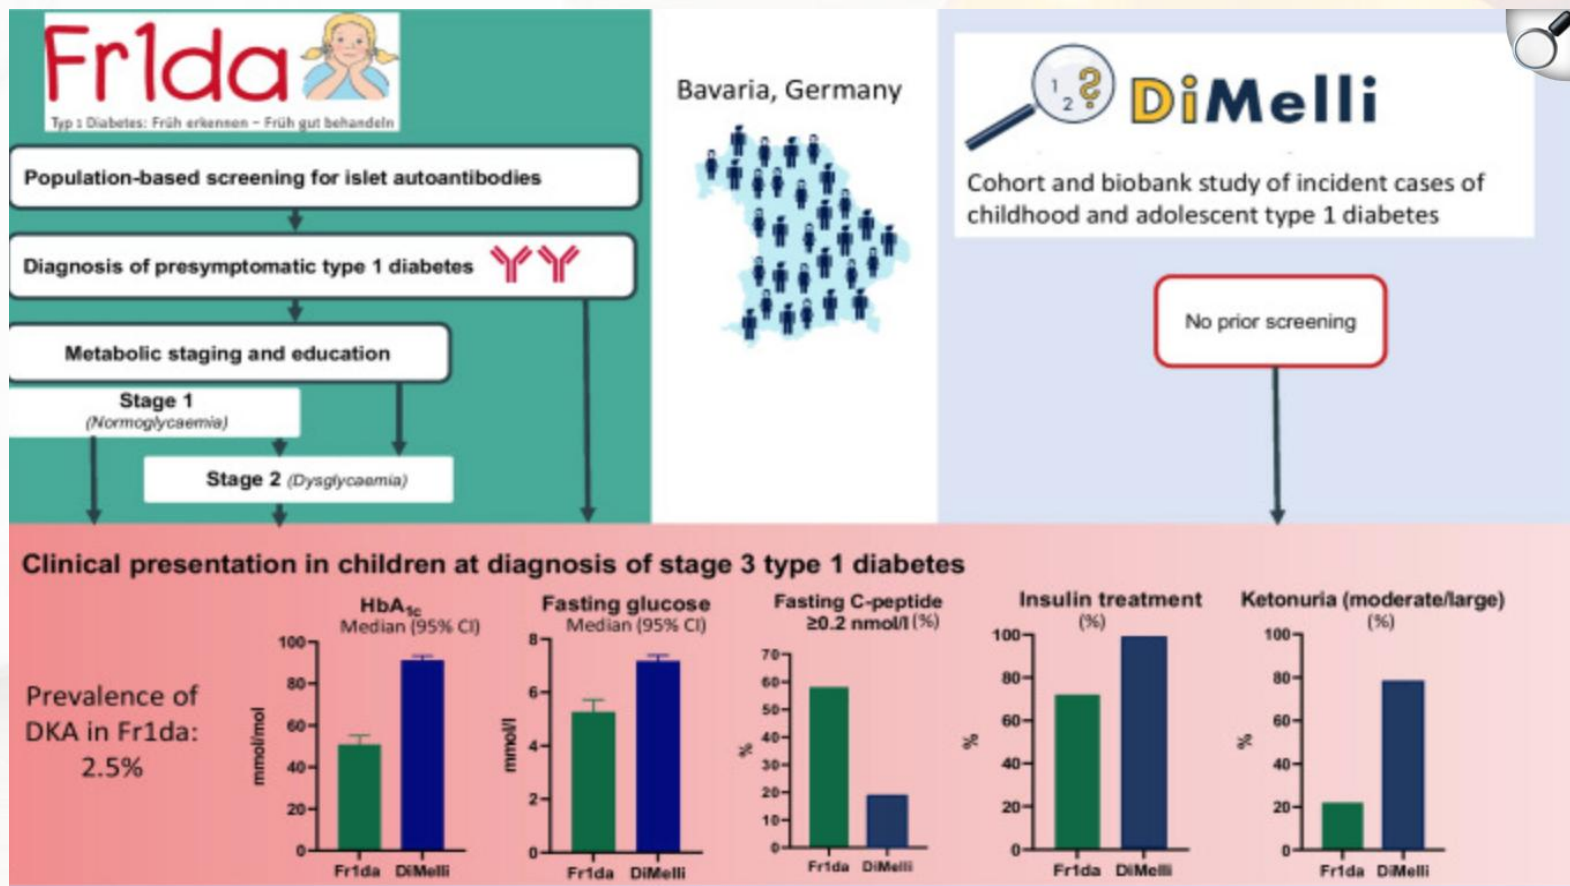 Fr1da
Typ 1 Diabetes: Früh erkennen – Früh gut behandeln
Population-based screening for islet autoantibodies
Diagnosis of presymptomatic type 1 diabetes
Metabolic staging and education
Stage 1
(Normoglycaemia)
Stage 2 (Dysglycaemia)
Bavaria, Germany
1
2
?
DiMelli
Cohort and biobank study of incident cases of
childhood and adolescent type 1 diabetes
No prior screening
Clinical presentation in children at diagnosis of stage 3 type 1 diabetes
Prevalence of
DKA in Fr1da:
2.5%
HbA1c
Median (95% CI)
mmol/mol
100
80
60
40
20
0
Fr1da DiMelli
Fasting glucose
Median (95% CI)
mmol/l
8
6
4
2
0
Fr1da DiMelli
Fasting C-peptide
≥0.2 nmol/l (%)
%
70
60
50
40
30
20
10
0
Fr1da DiMelli
Insulin treatment
(%)
%
100
80
60
40
20
0
Fr1da DiMelli
Ketonuria (moderate/large)
(%)
%
100
80
60
40
20
0
Fr1da DiMelli